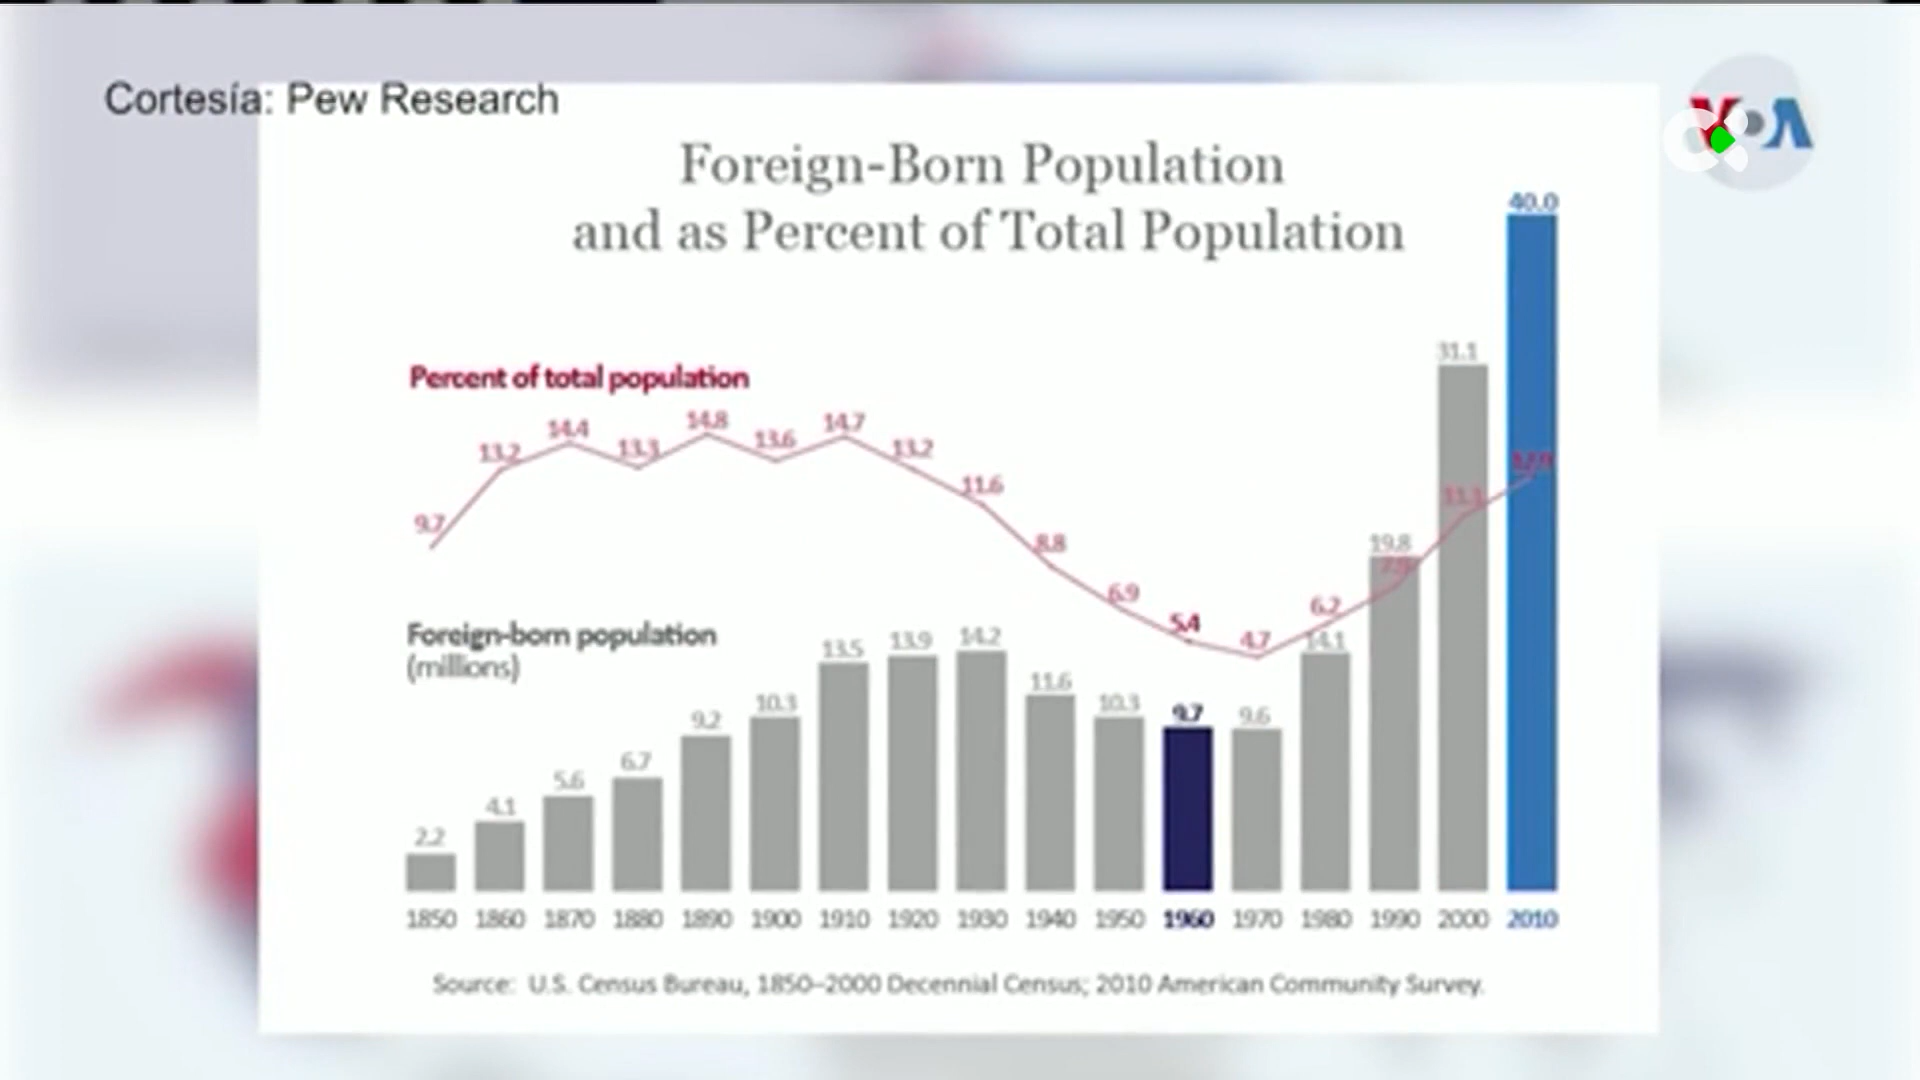 Cortesía: Pew Research
VOA
Foreign-Born Population
and as Percent of Total Population
40.0
31.1
Percent of total population
9.7 13.2 14.4 13.3 14.8 13.6 14.7 13.2 11.6 8.8 6.9 5.4 4.7 6.2 11.1
Foreign-born population
(millions)
2.2 4.1 5.6 6.7 9.2 10.3 13.5 13.9 14.2 11.6 10.3 9.7 9.6 14.1 19.8
1850 1860 1870 1880 1890 1900 1910 1920 1930 1940 1950 1960 1970 1980 1990 2000 2010
Source: U.S. Census Bureau, 1850–2000 Decennial Census; 2010 American Community Survey.